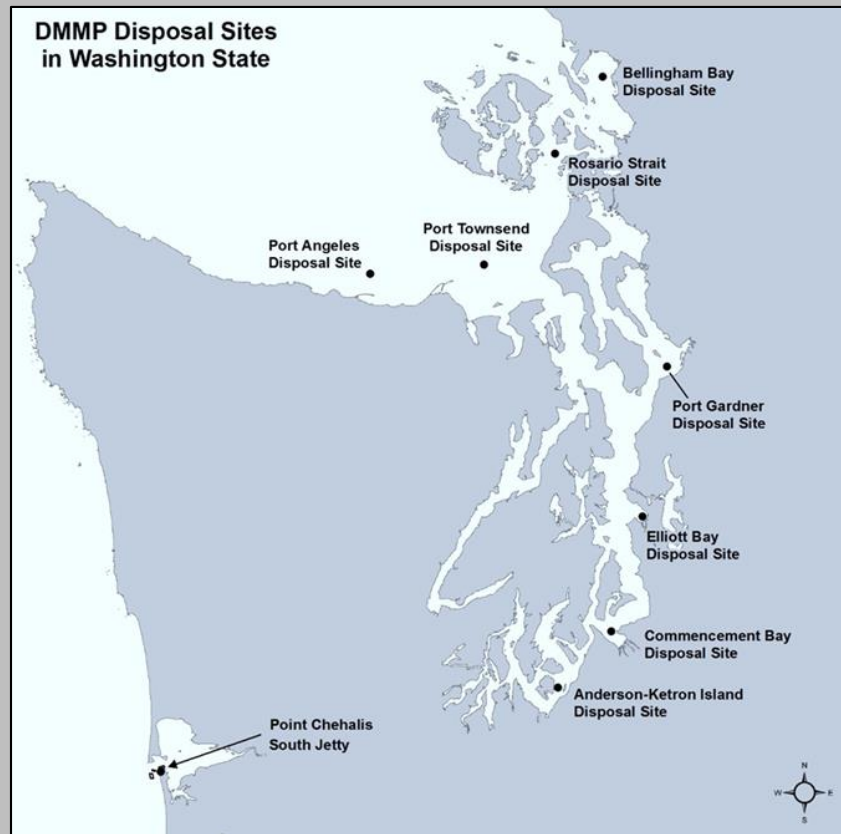 DMMP Disposal Sites
in Washington State
Bellingham Bay
Disposal Site
Rosario Strait
Disposal Site
Port Townsend
Disposal Site
Port Angeles
Disposal Site
Port Gardner
Disposal Site
Elliott Bay
Disposal Site
Commencement Bay
Disposal Site
Anderson-Ketron Island
Disposal Site
Point Chehalis
South Jetty
N
W E
S